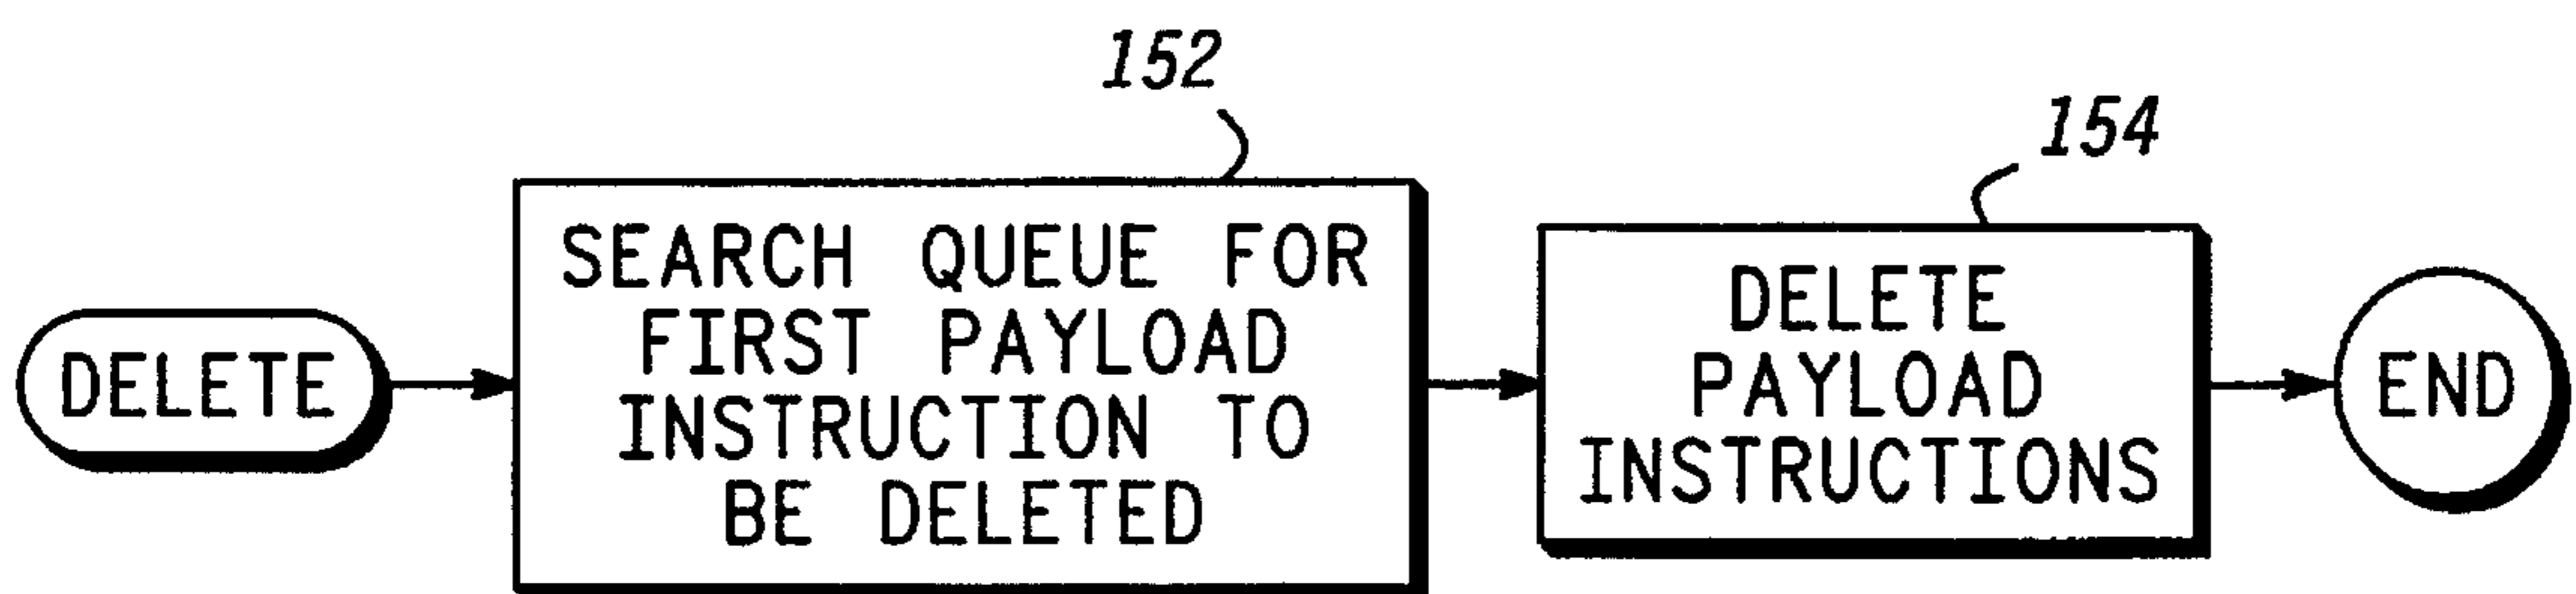 152
154
DELETE
SEARCH QUEUE FOR
FIRST PAYLOAD
INSTRUCTION TO
BE DELETED
DELETE
PAYLOAD
INSTRUCTIONS
END